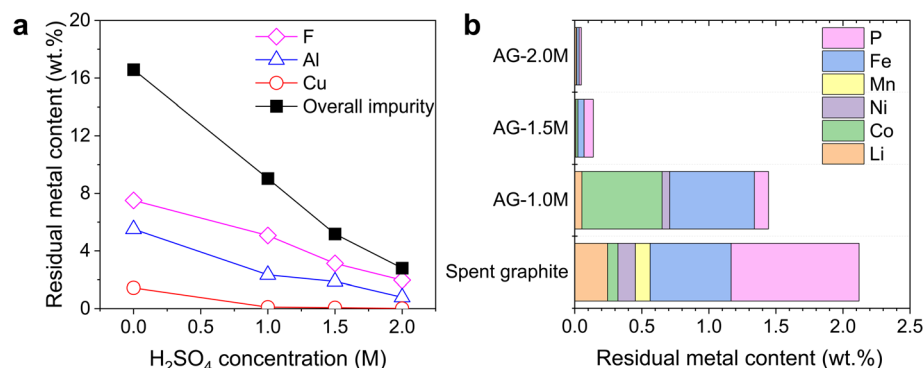 a
Residual metal content (wt.%)
20
16
12
8
4
0
F
Al
Cu
Overall impurity
0.0 0.5 1.0 1.5 2.0
H₂SO₄ concentration (M)
b
AG-2.0M
AG-1.5M
AG-1.0M
Spent graphite
P
Fe
Mn
Ni
Co
Li
0.0 0.5 1.0 1.5 2.0 2.5
Residual metal content (wt.%)